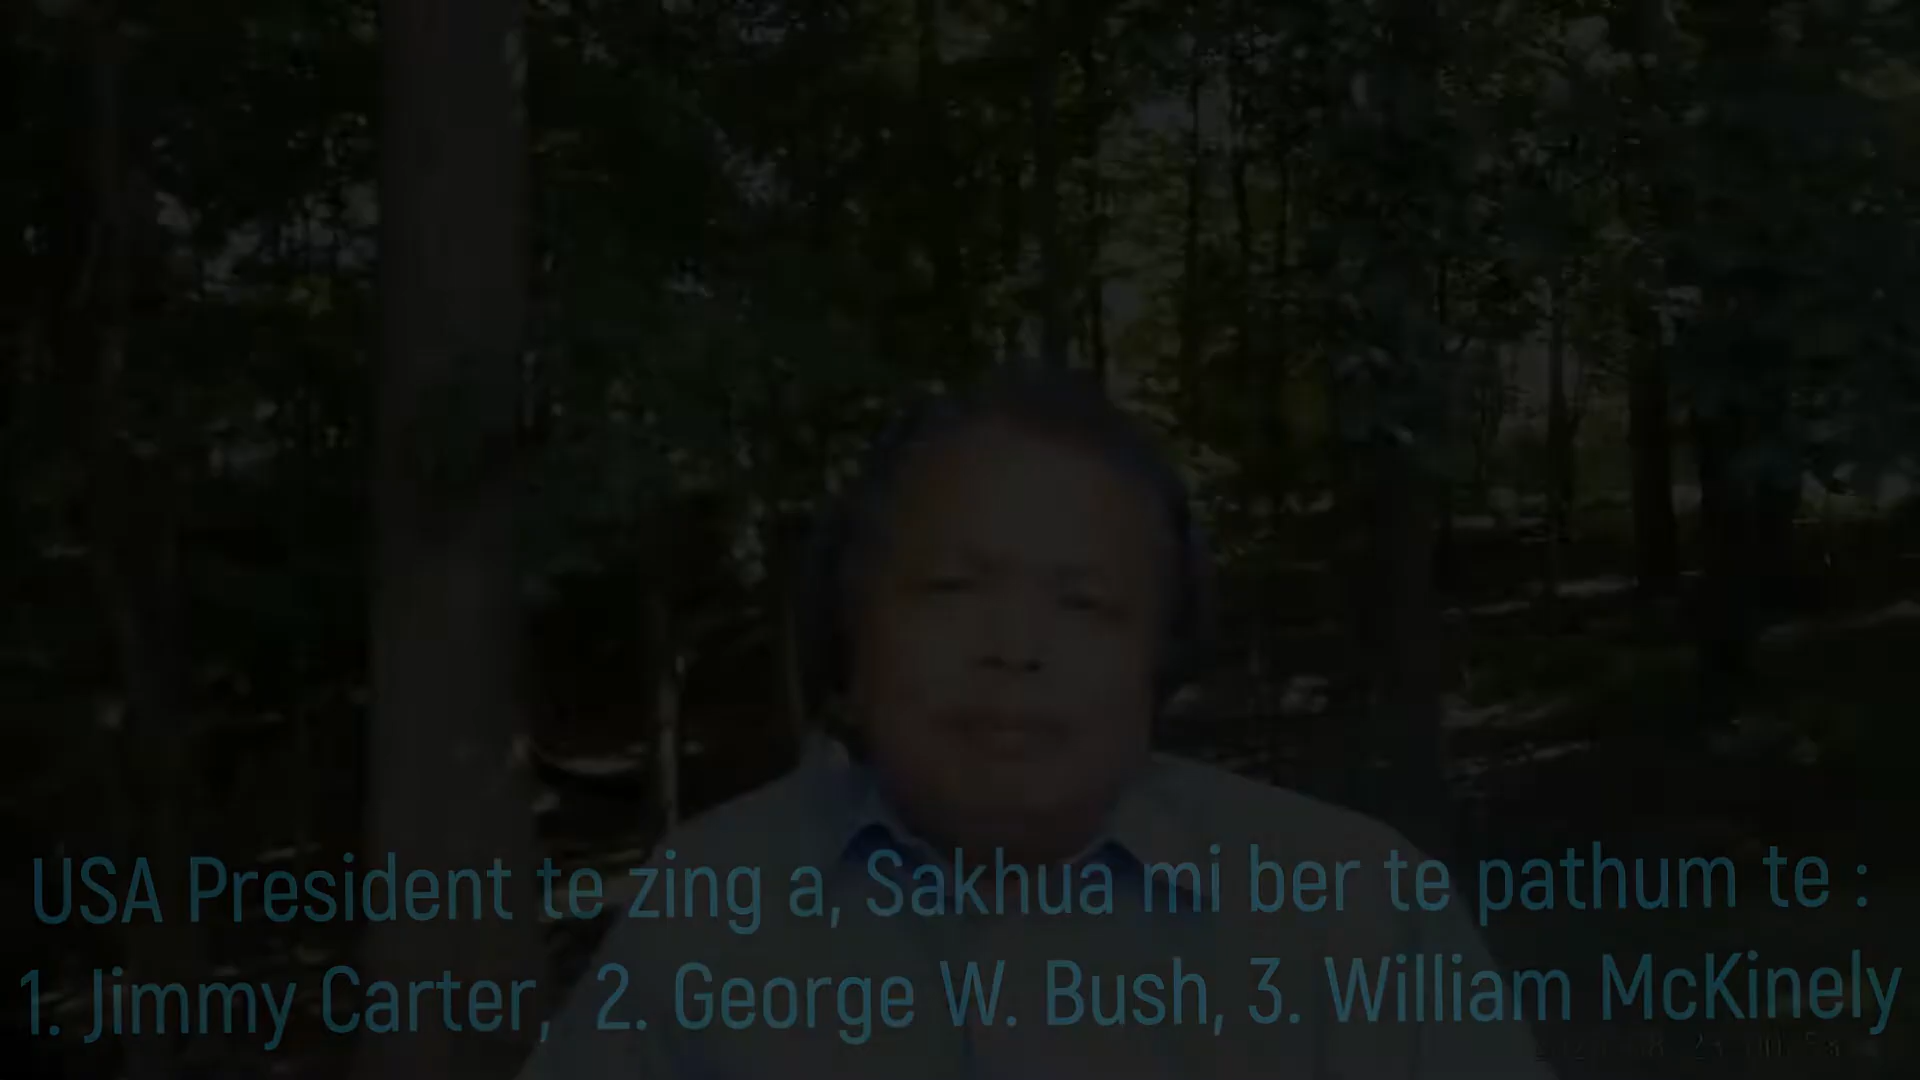 USA President te zing a, Sakhua mi ber te pathum te :
1. Jimmy Carter, 2. George W. Bush, 3. William McKinely